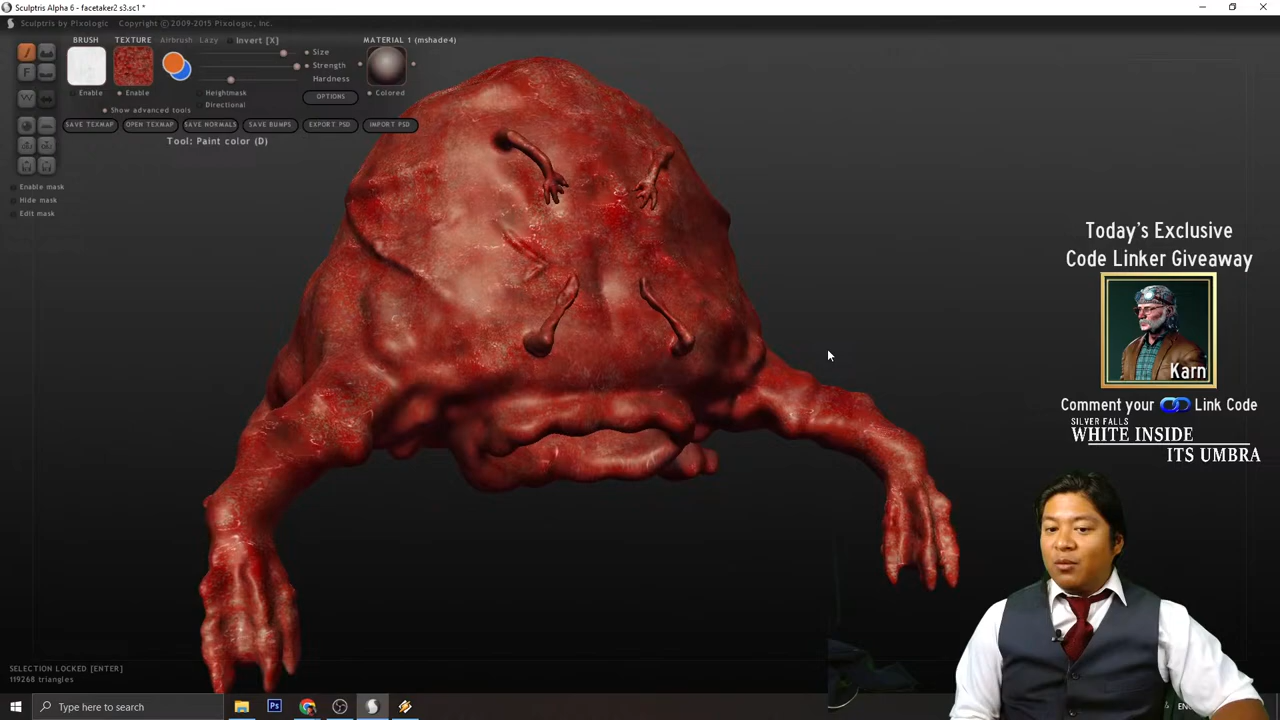 Sculptris Alpha 6 - facetaker2 s3.sc1 *
Sculptris by Pixologic Copyright © 2009-2015 Pixologic, Inc.
BRUSH
TEXTURE
Airbrush Lazy Invert [X]
MATERIAL 1 (mshade4)
Size
Strength
Hardness
Enable
Enable
Heightmask
Directional
OPTIONS
Colored
Show advanced tools
SAVE TEXMAP OPEN TEXMAP SAVE NORMALS SAVE BUMPS EXPORT PSD IMPORT PSD
Tool: Paint color (D)
Enable mask
Hide mask
Edit mask
Today's Exclusive
Code Linker Giveaway
Karn
Comment your Link Code
SILVER FALLS
WHITE INSIDE
ITS UMBRA
SELECTION LOCKED [ENTER]
119268 triangles
Type here to search
Ps